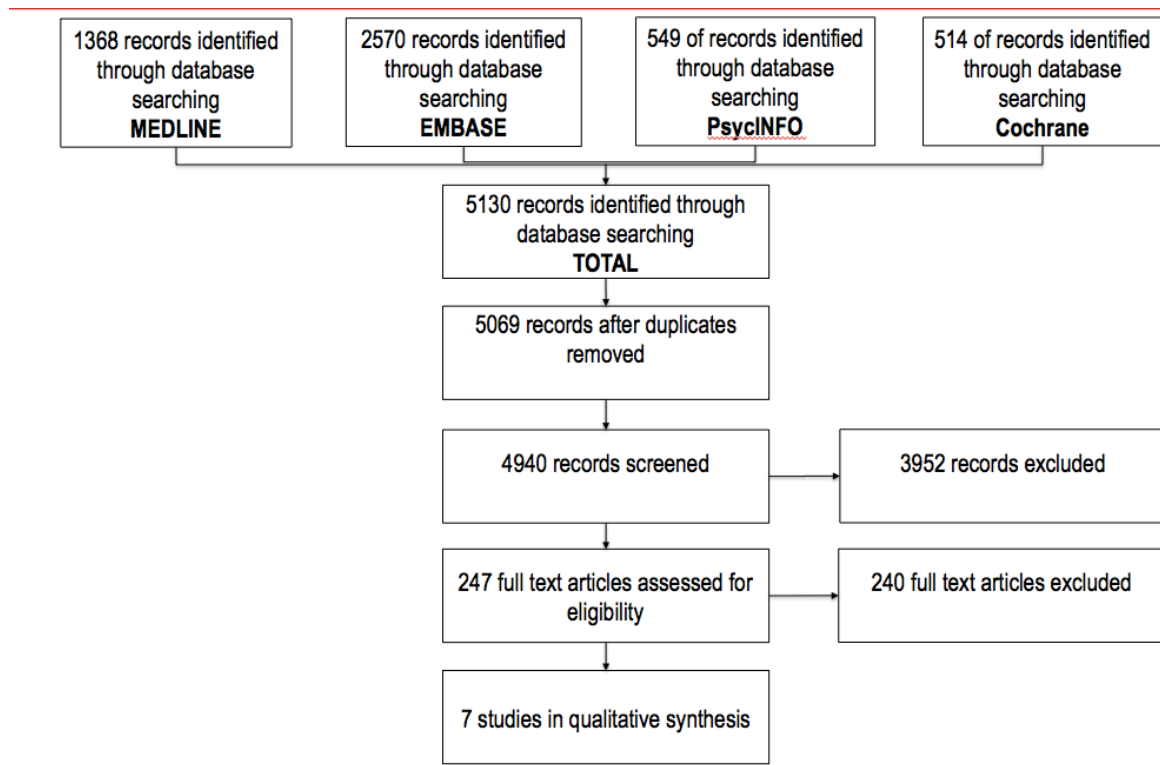 1368 records identified
through database
searching
MEDLINE
2570 records identified
through database
searching
EMBASE
549 of records identified
through database
searching
PsycINFO
514 of records identified
through database
searching
Cochrane
5130 records identified through
database searching
TOTAL
5069 records after duplicates
removed
4940 records screened
3952 records excluded
247 full text articles assessed for
eligibility
240 full text articles excluded
7 studies in qualitative synthesis